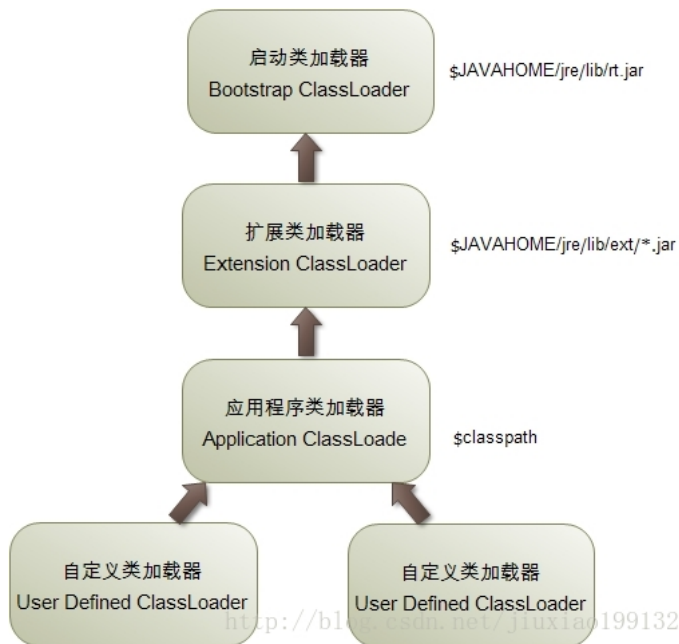 启动类加载器
Bootstrap ClassLoader
$JAVAHOME/jre/lib/rt.jar
扩展类加载器
Extension ClassLoader
$JAVAHOME/jre/lib/ext/*.jar
应用程序类加载器
Application ClassLoade
$classpath
自定义类加载器
User Defined ClassLoader
自定义类加载器
User Defined ClassLoader
http://blog.csdn.net/jiuxiao199132